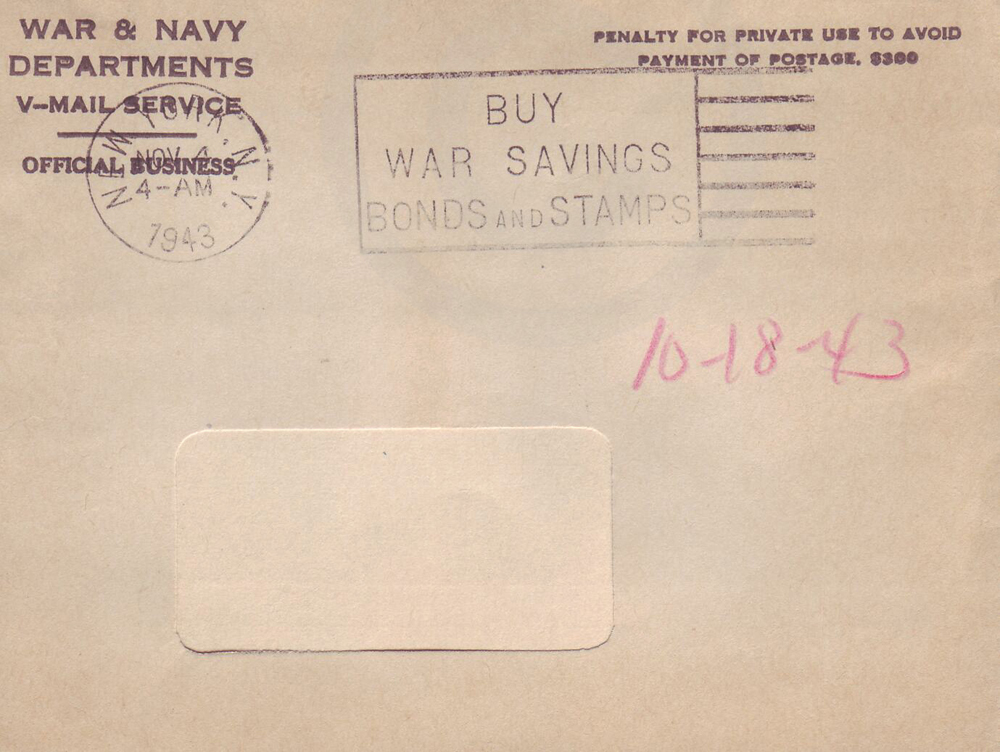 WAR & NAVY
DEPARTMENTS
V–MAIL SERVICE
OFFICIAL BUSINESS
PENALTY FOR PRIVATE USE TO AVOID
PAYMENT OF POSTAGE, $300
NEW YORK, N.Y.
NOV 4
4–AM
1943
BUY
WAR SAVINGS
BONDS AND STAMPS
10-18-43